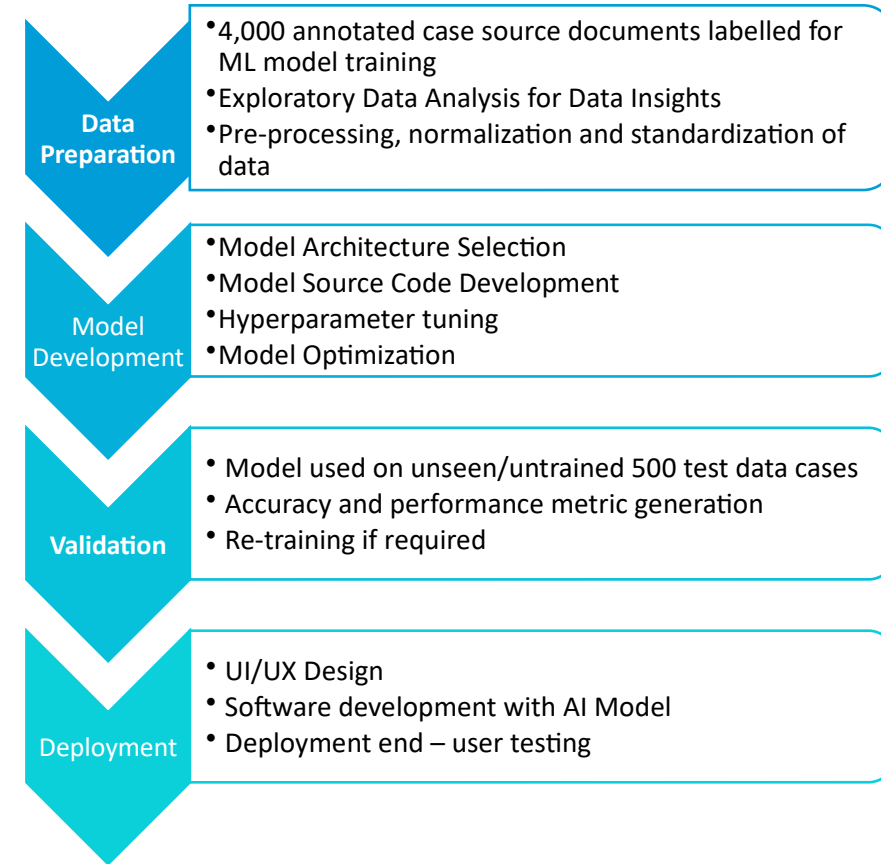 Data
Preparation
•4,000 annotated case source documents labelled for
ML model training
•Exploratory Data Analysis for Data Insights
•Pre-processing, normalization and standardization of
data
Model
Development
•Model Architecture Selection
•Model Source Code Development
•Hyperparameter tuning
•Model Optimization
Validation
• Model used on unseen/untrained 500 test data cases
• Accuracy and performance metric generation
• Re-training if required
Deployment
• UI/UX Design
• Software development with AI Model
• Deployment end – user testing